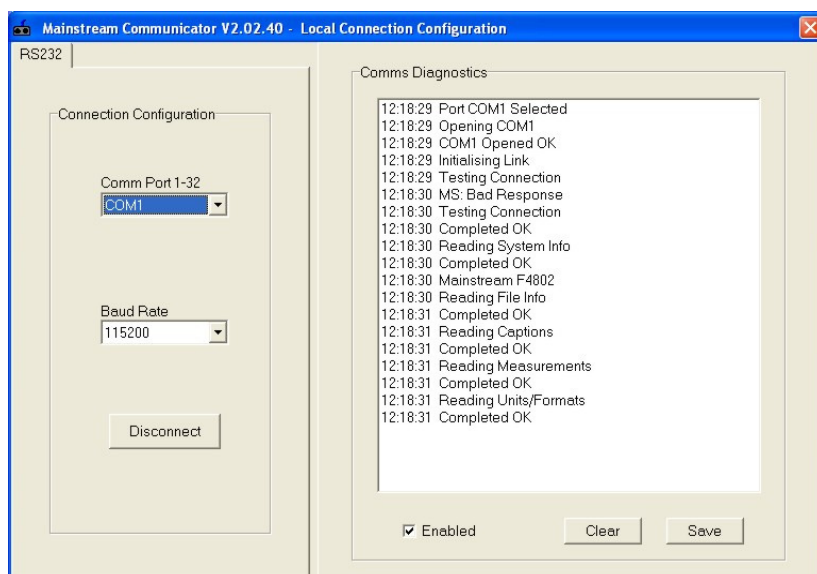 Mainstream Communicator V2.02.40 - Local Connection Configuration
RS232
Connection Configuration
Comm Port 1-32
COM1
Baud Rate
115200
Disconnect
Comms Diagnostics
12:18:29 Port COM1 Selected
12:18:29 Opening COM1
12:18:29 COM1 Opened OK
12:18:29 Initialising Link
12:18:29 Testing Connection
12:18:30 MS: Bad Response
12:18:30 Testing Connection
12:18:30 Completed OK
12:18:30 Reading System Info
12:18:30 Completed OK
12:18:30 Mainstream F4802
12:18:30 Reading File Info
12:18:31 Completed OK
12:18:31 Reading Captions
12:18:31 Completed OK
12:18:31 Reading Measurements
12:18:31 Completed OK
12:18:31 Reading Units/Formats
12:18:31 Completed OK
Enabled
Clear
Save